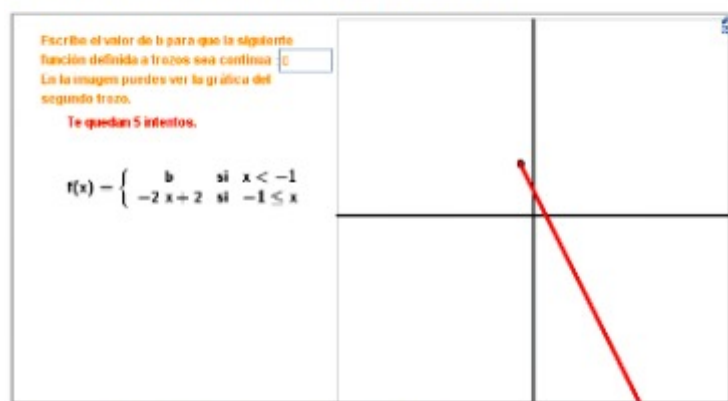 Escribe el valor de b para que la siguiente
función definida a trozos sea continua : 0
En la imagen puedes ver la gráfica del
segundo trozo.
Te quedan 5 intentos.
f(x) = { b si x < −1
−2 x + 2 si −1 ≤ x